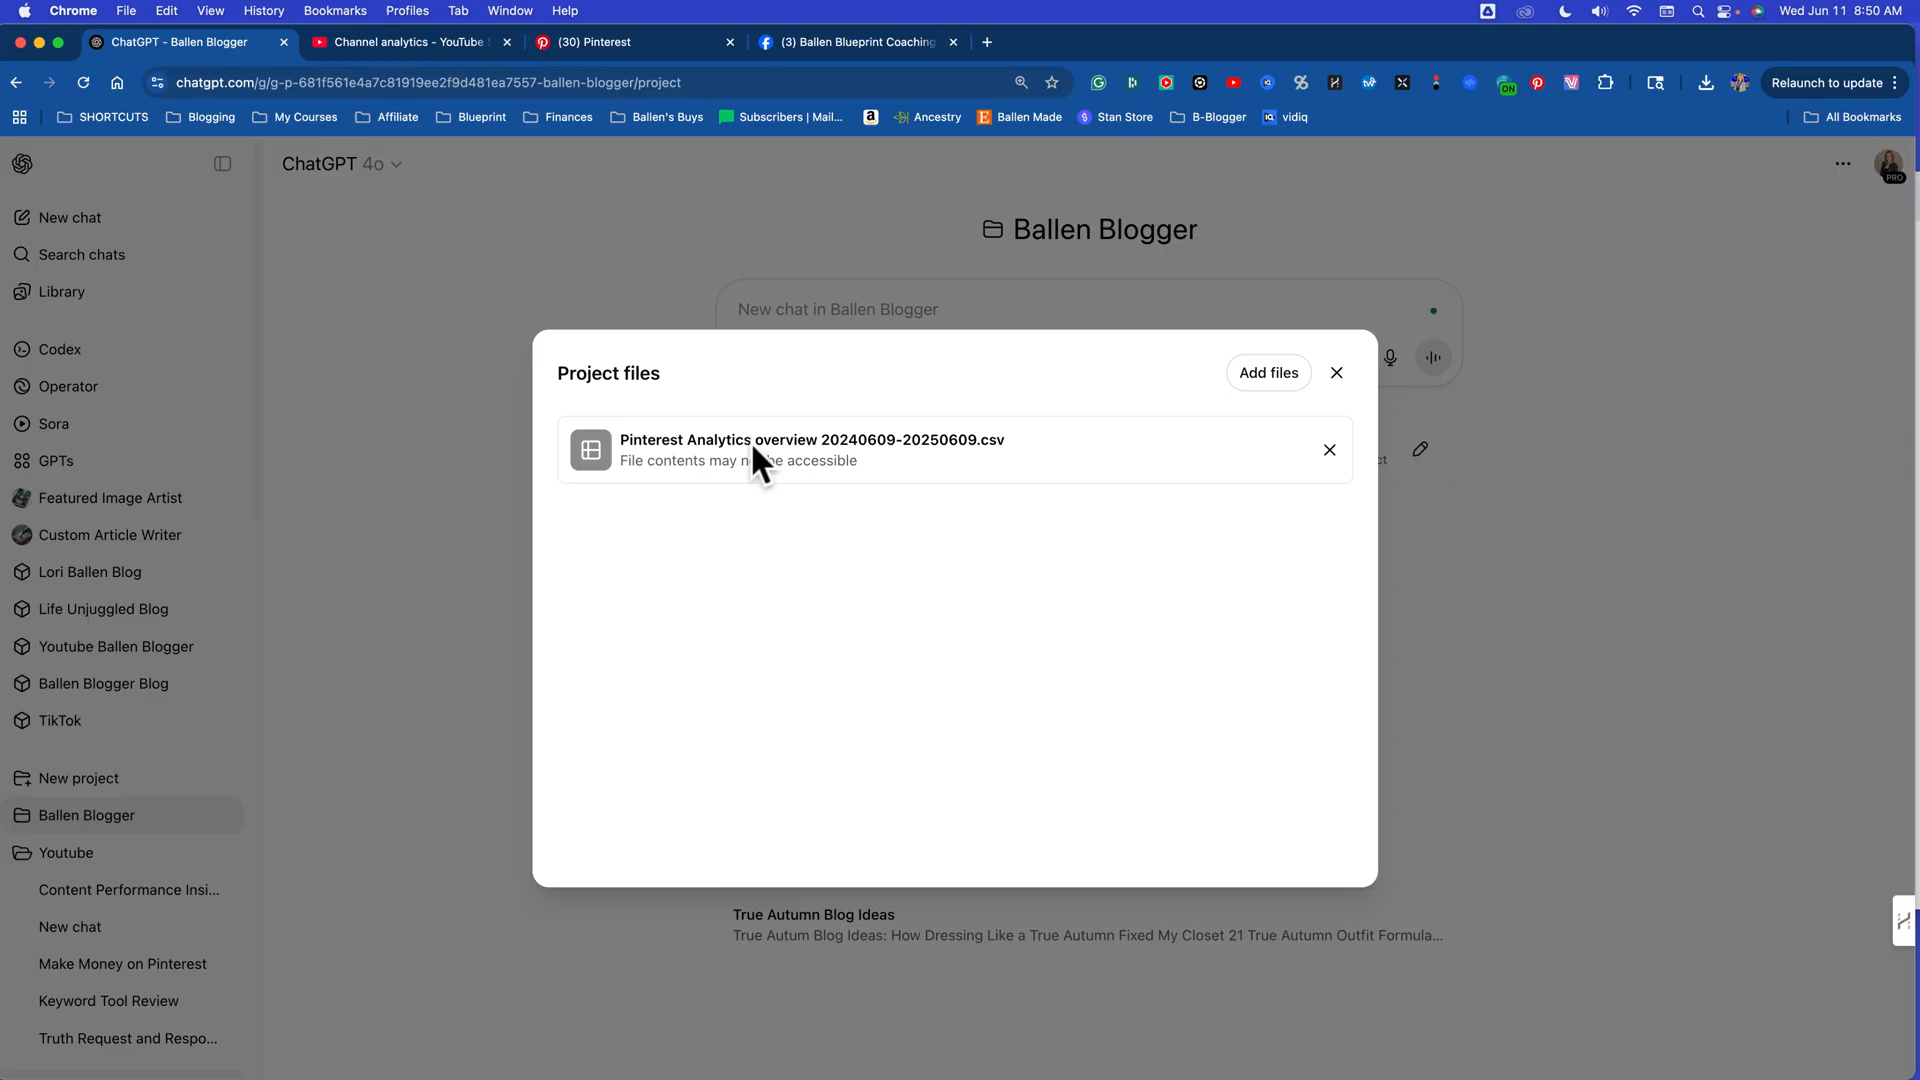 Chrome File Edit View History Bookmarks Profiles Tab Window Help
Wed Jun 11 8:50 AM
ChatGPT - Ballen Blogger
Channel analytics - YouTube S
(30) Pinterest
(3) Ballen Blueprint Coaching
chatgpt.com/g/g-p-681f561e4a7c81919ee2f9d481ea7557-ballen-blogger/project
ON
Relaunch to update
SHORTCUTS Blogging My Courses Affiliate Blueprint Finances Ballen's Buys Subscribers | Mail... Ancestry Ballen Made Stan Store B-Blogger vidiq All Bookmarks
ChatGPT 4o
PRO
New chat
Search chats
Library
Codex
Operator
Sora
GPTs
Featured Image Artist
Custom Article Writer
Lori Ballen Blog
Life Unjuggled Blog
Youtube Ballen Blogger
Ballen Blogger Blog
TikTok
New project
Ballen Blogger
Youtube
Content Performance Insi...
New chat
Make Money on Pinterest
Keyword Tool Review
Truth Request and Respo...
Ballen Blogger
New chat in Ballen Blogger
Project files
Add files
Pinterest Analytics overview 20240609-20250609.csv
File contents may be accessible
ct
True Autumn Blog Ideas
True Autum Blog Ideas: How Dressing Like a True Autumn Fixed My Closet 21 True Autumn Outfit Formula...